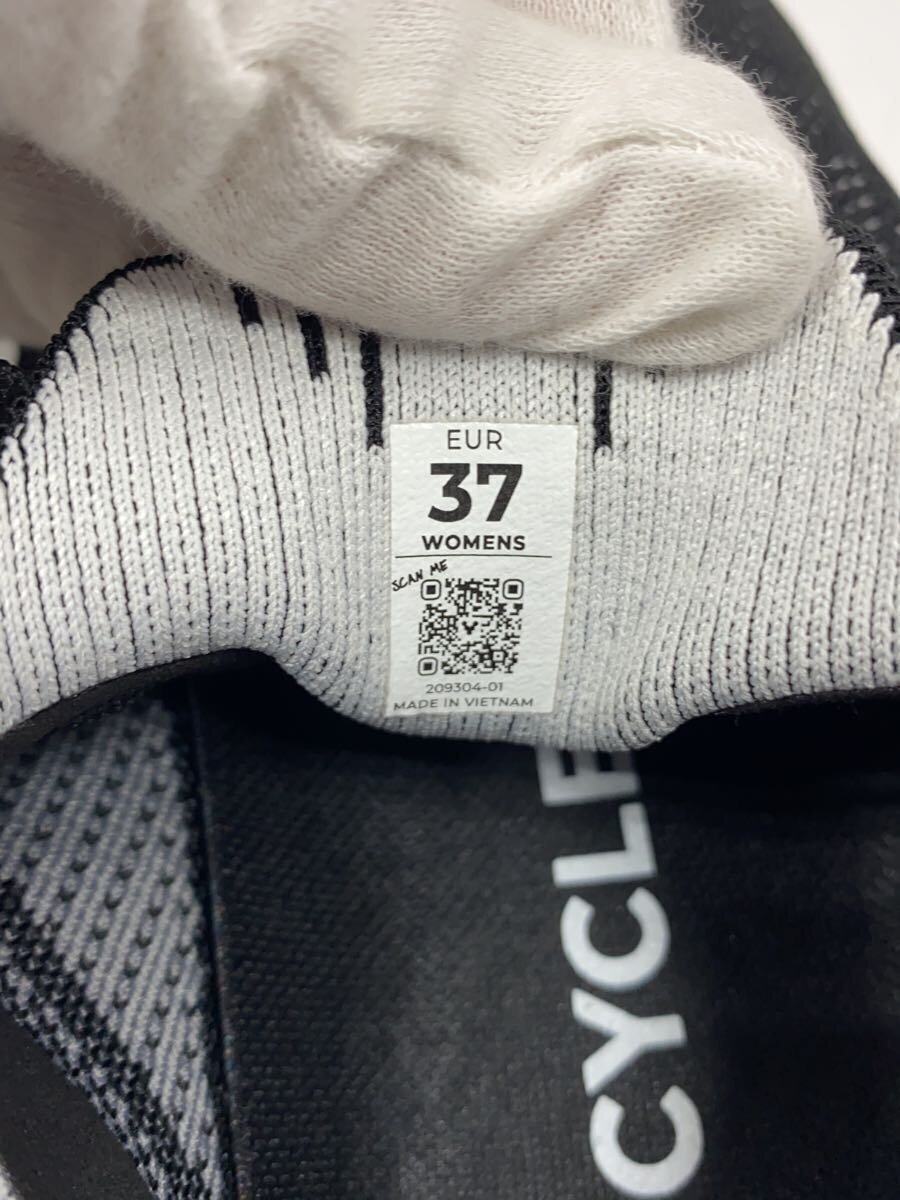 EUR
37
WOMENS
SCAN ME
209304-01
MADE IN VIETNAM
CYCLE